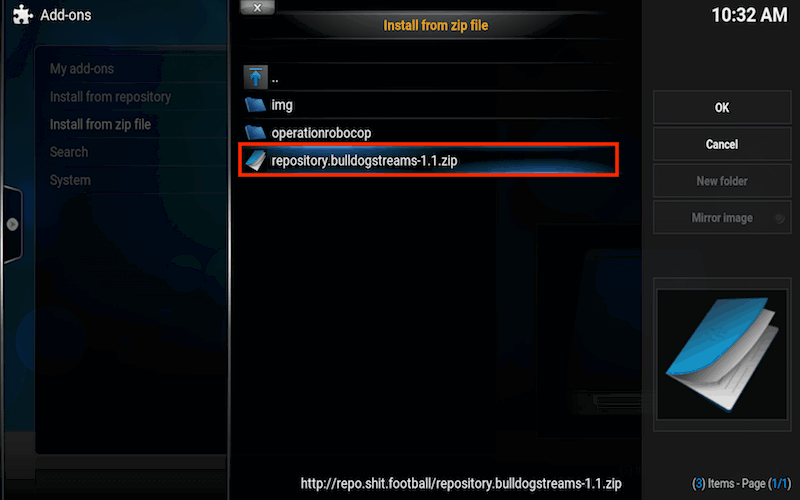 Add-ons
My add-ons
Install from repository
Install from zip file
Search
System
x
Install from zip file
..
img
operationrobocop
repository.bulldogstreams-1.1.zip
http://repo.shit.football/repository.bulldogstreams-1.1.zip
10:32 AM
OK
Cancel
New folder
Mirror image
(3) Items - Page (1/1)